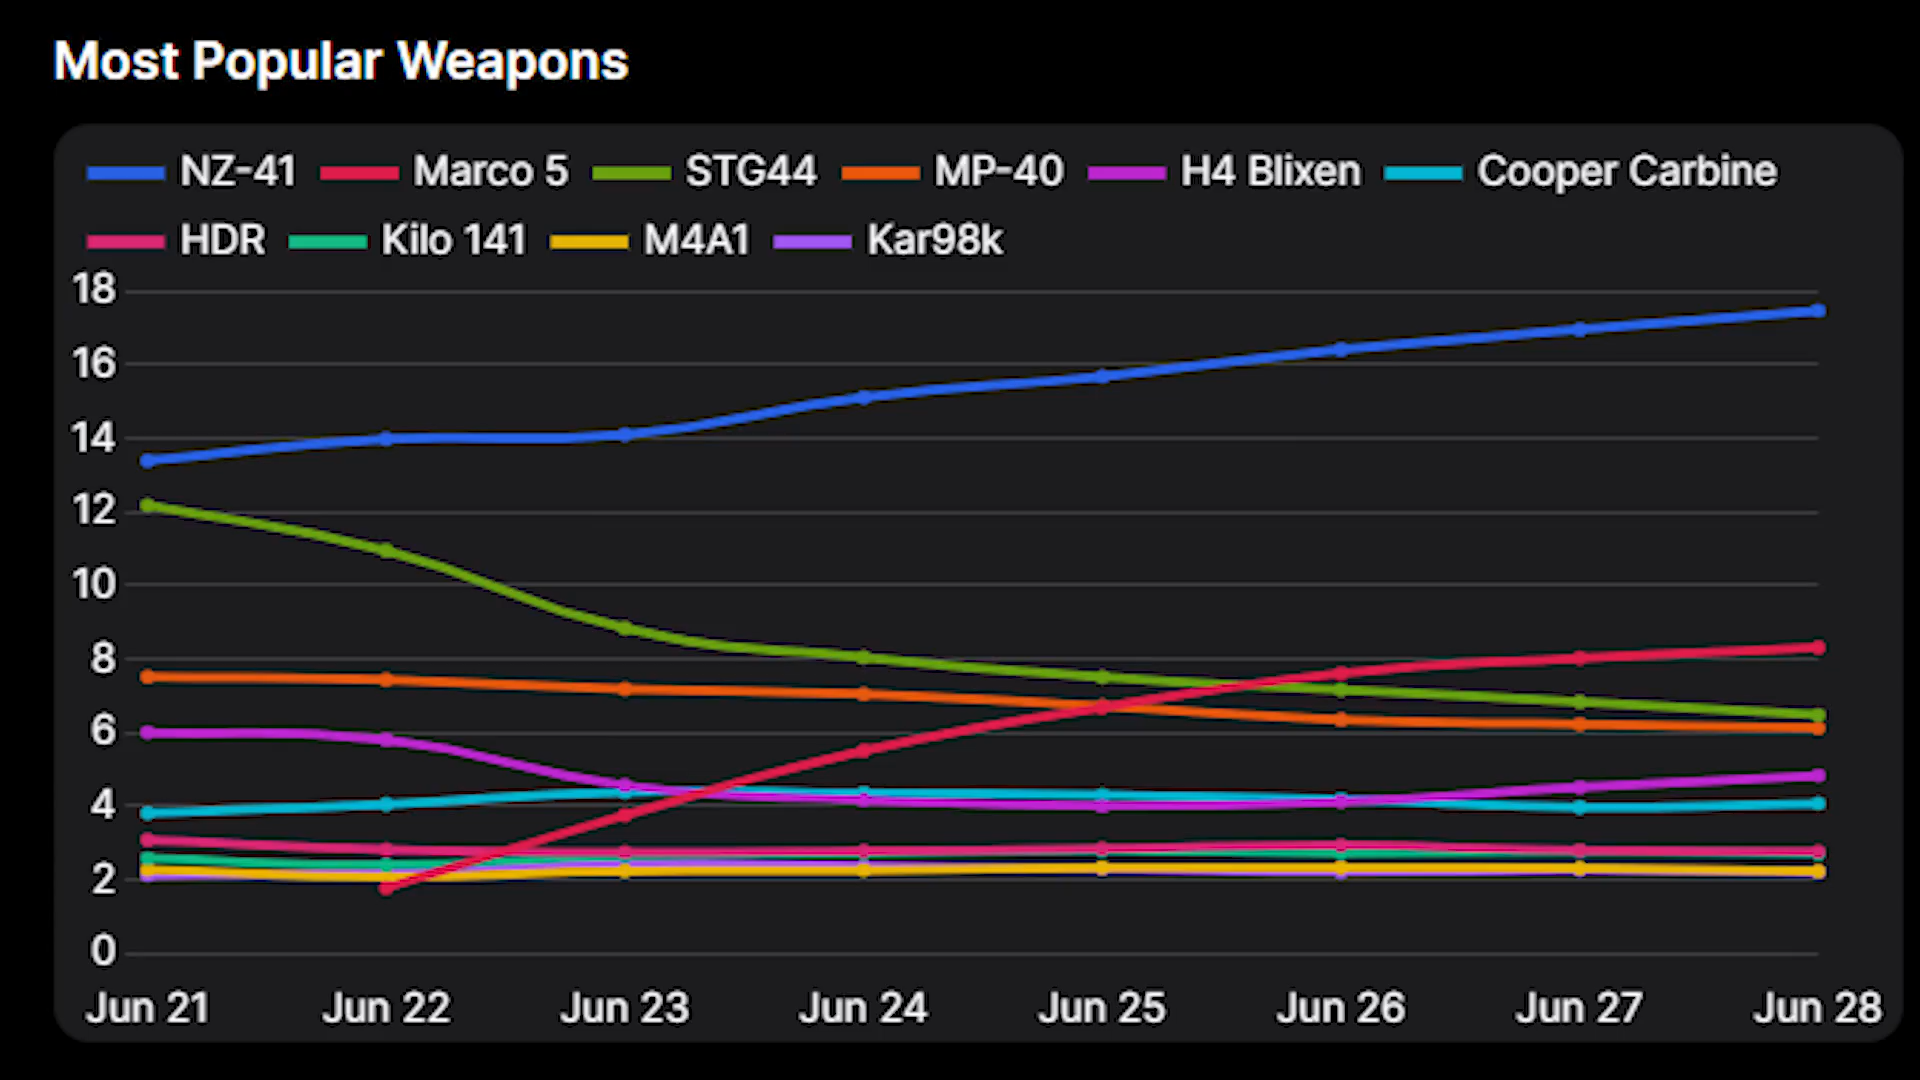 Most Popular Weapons
NZ-41 Marco 5 STG44 MP-40 H4 Blixen Cooper Carbine
HDR Kilo 141 M4A1 Kar98k
18
16
14
12
10
8
6
4
2
0
Jun 21 Jun 22 Jun 23 Jun 24 Jun 25 Jun 26 Jun 27 Jun 28